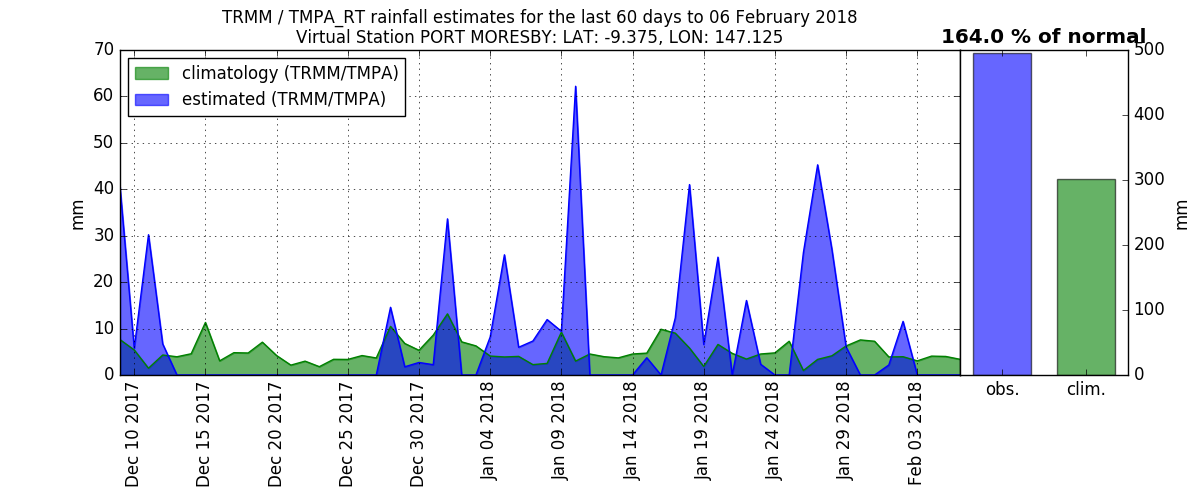 TRMM / TMPA_RT rainfall estimates for the last 60 days to 06 February 2018
Virtual Station PORT MORESBY: LAT: -9.375, LON: 147.125
164.0 % of normal
climatology (TRMM/TMPA)
estimated (TRMM/TMPA)
70
60
50
40
30
20
10
0
mm
Dec 10 2017
Dec 15 2017
Dec 20 2017
Dec 25 2017
Dec 30 2017
Jan 04 2018
Jan 09 2018
Jan 14 2018
Jan 19 2018
Jan 24 2018
Jan 29 2018
Feb 03 2018
obs.
clim.
500
400
300
200
100
0
mm